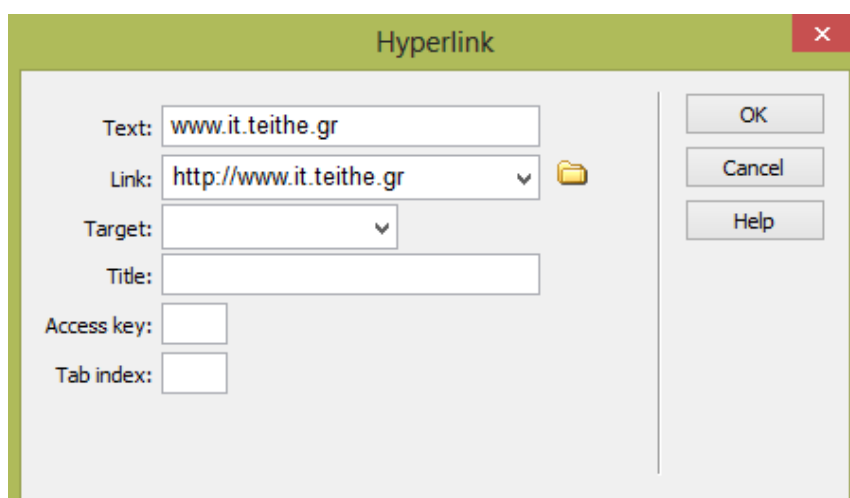 Hyperlink
Text: www.it.teithe.gr
Link: http://www.it.teithe.gr
Target:
Title:
Access key:
Tab index:
OK
Cancel
Help